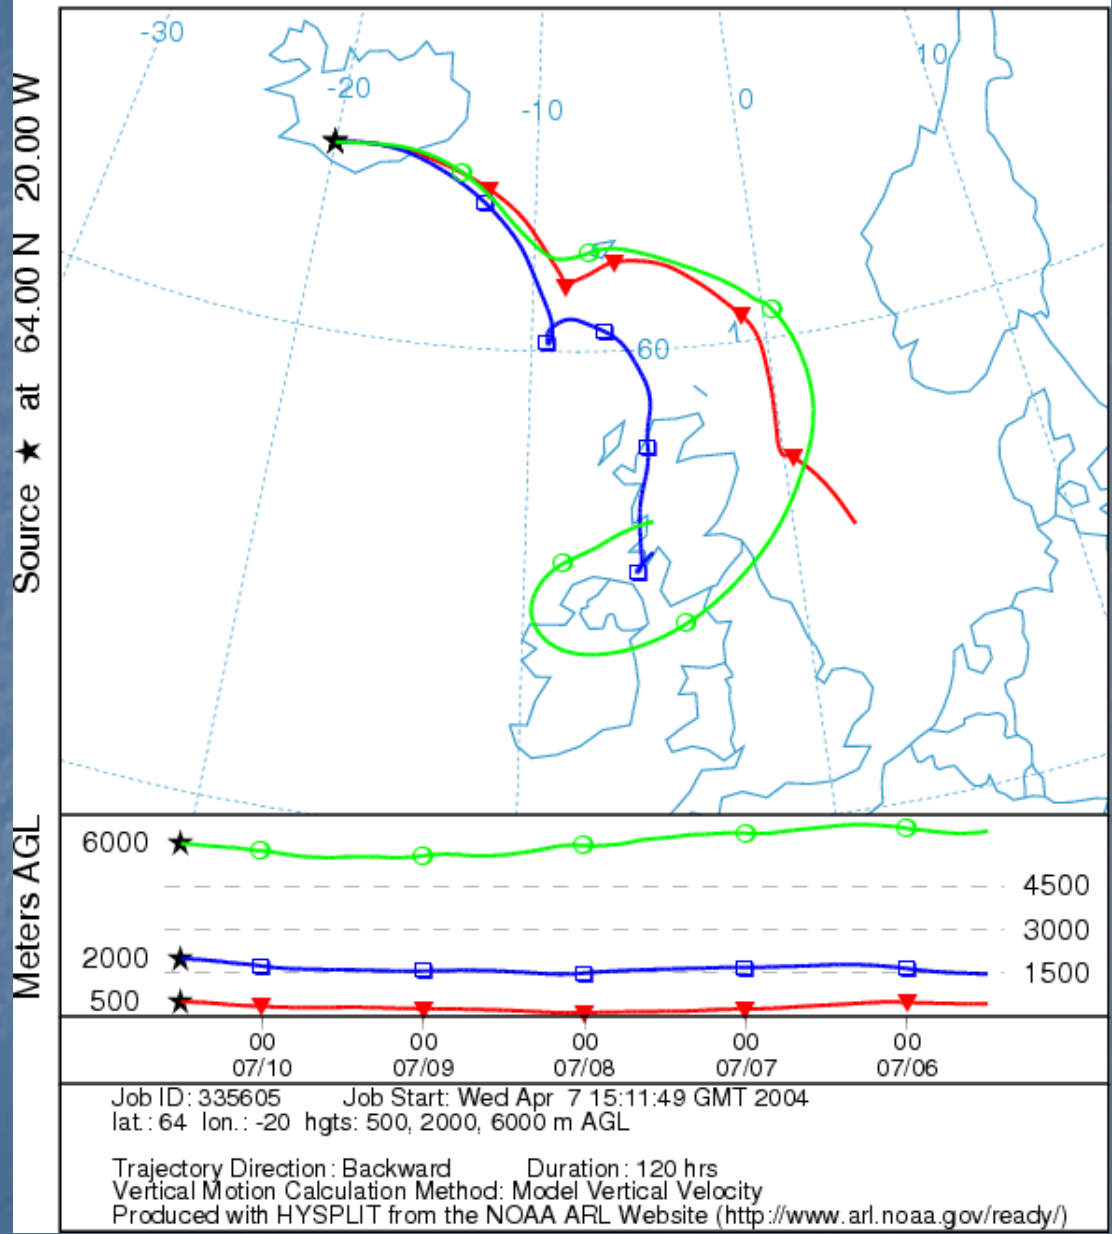 Source ★ at 64.00 N 20.00 W
-30
-20
-10
0
10
60
Meters AGL
6000
2000
500
4500
3000
1500
00 00 00 00 00
07/10 07/09 07/08 07/07 07/06
Job ID: 335605 Job Start: Wed Apr 7 15:11:49 GMT 2004
lat.: 64 lon.: -20 hgts: 500, 2000, 6000 m AGL
Trajectory Direction: Backward Duration: 120 hrs
Vertical Motion Calculation Method: Model Vertical Velocity
Produced with HYSPLIT from the NOAA ARL Website (http://www.arl.noaa.gov/ready/)